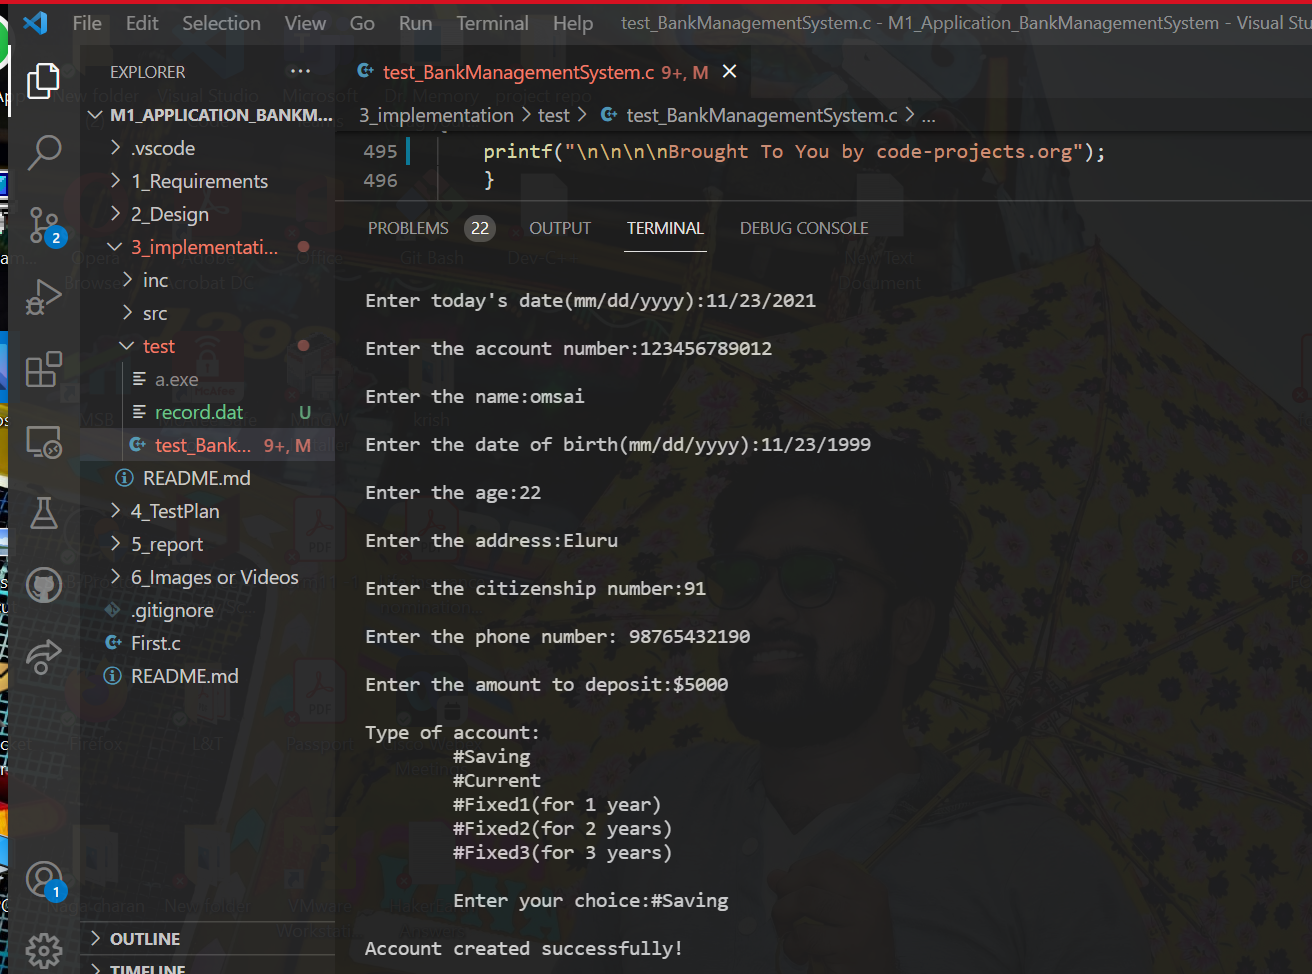 File Edit Selection View Go Run Terminal Help test_BankManagementSystem.c - M1_Application_BankManagementSystem - Visual
EXPLORER
test_BankManagementSystem.c 9+, M
M1_APPLICATION_BANKM...
3_implementation > test > test_BankManagementSystem.c > ...
.vscode
1_Requirements
2_Design
3_implementati...
inc
src
test
a.exe
record.dat U
test_Bank... 9+, M
README.md
4_TestPlan
5_report
6_Images or Videos
.gitignore
First.c
README.md
OUTLINE
TIMELINE
2
1
495 printf("\n\n\n\nBrought To You by code-projects.org");
496 }
PROBLEMS 22 OUTPUT TERMINAL DEBUG CONSOLE
Enter today's date(mm/dd/yyyy):11/23/2021
Enter the account number:123456789012
Enter the name:omsai
Enter the date of birth(mm/dd/yyyy):11/23/1999
Enter the age:22
Enter the address:Eluru
Enter the citizenship number:91
Enter the phone number: 98765432190
Enter the amount to deposit:$5000
Type of account:
#Saving
#Current
#Fixed1(for 1 year)
#Fixed2(for 2 years)
#Fixed3(for 3 years)
Enter your choice:#Saving
Account created successfully!